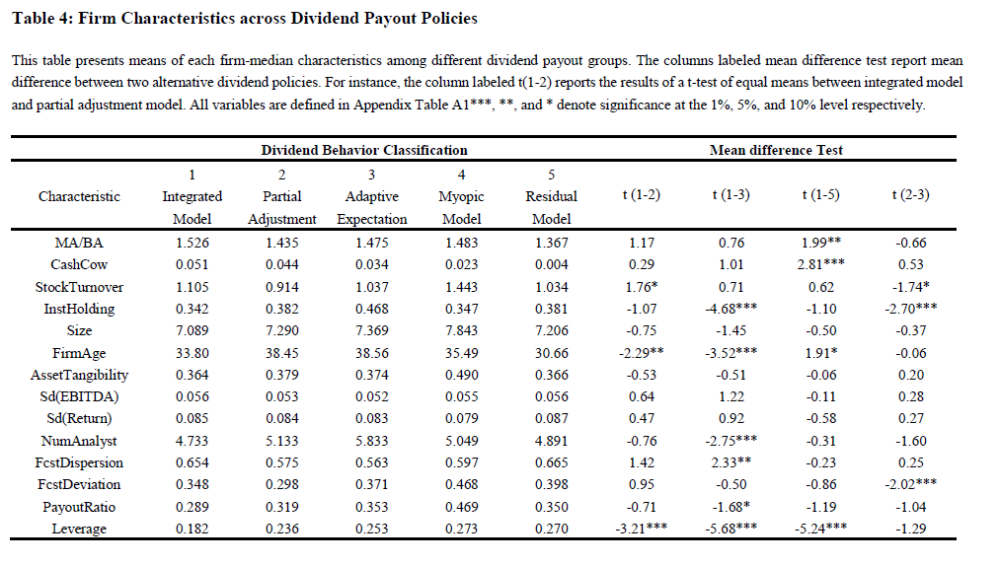 Table 4: Firm Characteristics across Dividend Payout Policies
This table presents means of each firm-median characteristics among different dividend payout groups. The columns labeled mean difference test report mean
difference between two alternative dividend policies. For instance, the column labeled t(1-2) reports the results of a t-test of equal means between integrated model
and partial adjustment model. All variables are defined in Appendix Table A1***, **, and * denote significance at the 1%, 5%, and 10% level respectively.
Dividend Behavior Classification Mean difference Test
1 2 3 4 5
Characteristic Integrated Partial Adaptive Myopic Residual t (1-2) t (1-3) t (1-5) t (2-3)
Model Adjustment Expectation Model Model
MA/BA 1.526 1.435 1.475 1.483 1.367 1.17 0.76 1.99** -0.66
CashCow 0.051 0.044 0.034 0.023 0.004 0.29 1.01 2.81*** 0.53
StockTurnover 1.105 0.914 1.037 1.443 1.034 1.76* 0.71 0.62 -1.74*
InstHolding 0.342 0.382 0.468 0.347 0.381 -1.07 -4.68*** -1.10 -2.70***
Size 7.089 7.290 7.369 7.843 7.206 -0.75 -1.45 -0.50 -0.37
FirmAge 33.80 38.45 38.56 35.49 30.66 -2.29** -3.52*** 1.91* -0.06
AssetTangibility 0.364 0.379 0.374 0.490 0.366 -0.53 -0.51 -0.06 0.20
Sd(EBITDA) 0.056 0.053 0.052 0.055 0.056 0.64 1.22 -0.11 0.28
Sd(Return) 0.085 0.084 0.083 0.079 0.087 0.47 0.92 -0.58 0.27
NumAnalyst 4.733 5.133 5.833 5.049 4.891 -0.76 -2.75*** -0.31 -1.60
FcstDispersion 0.654 0.575 0.563 0.597 0.665 1.42 2.33** -0.23 0.25
FcstDeviation 0.348 0.298 0.371 0.468 0.398 0.95 -0.50 -0.86 -2.02***
PayoutRatio 0.289 0.319 0.353 0.469 0.350 -0.71 -1.68* -1.19 -1.04
Leverage 0.182 0.236 0.253 0.273 0.270 -3.21*** -5.68*** -5.24*** -1.29